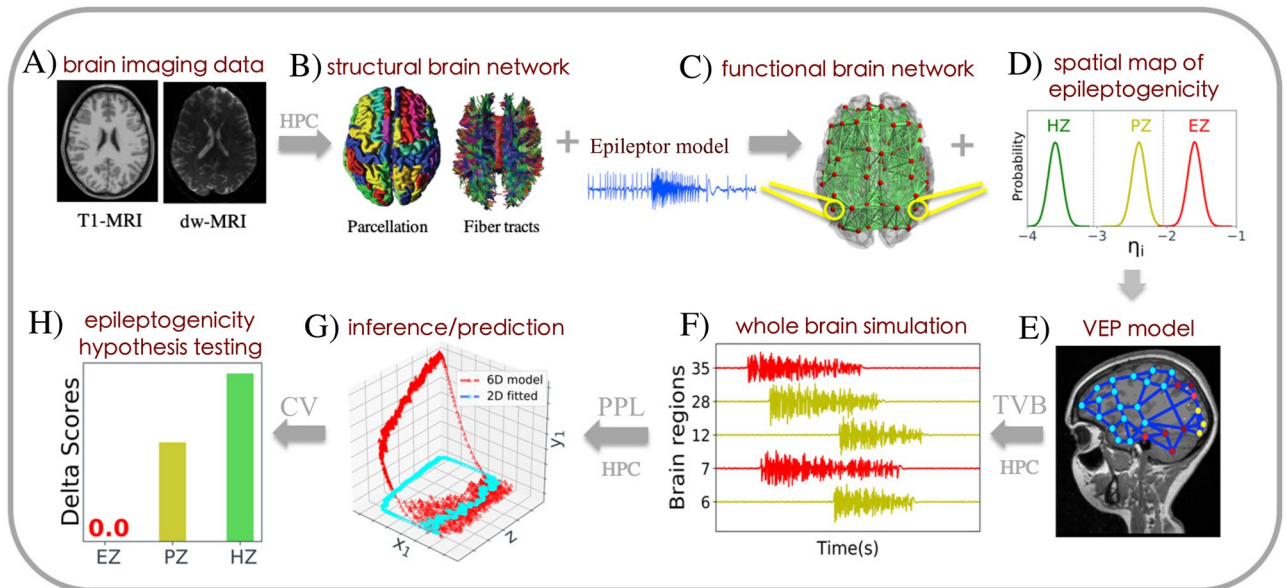 A) brain imaging data
T1-MRI
dw-MRI
HPC
B) structural brain network
Parcellation
Fiber tracts
+
Epileptor model
C) functional brain network
+
D) spatial map of
epileptogenicity
Probability
HZ
PZ
EZ
−4
−3
−2
−1
ηi
E) VEP model
TVB
HPC
F) whole brain simulation
Brain regions
35
28
12
7
6
Time(s)
PPL
HPC
G) inference/prediction
6D model
2D fitted
y1
x1
z
CV
H) epileptogenicity
hypothesis testing
Delta Scores
0.0
EZ
PZ
HZ